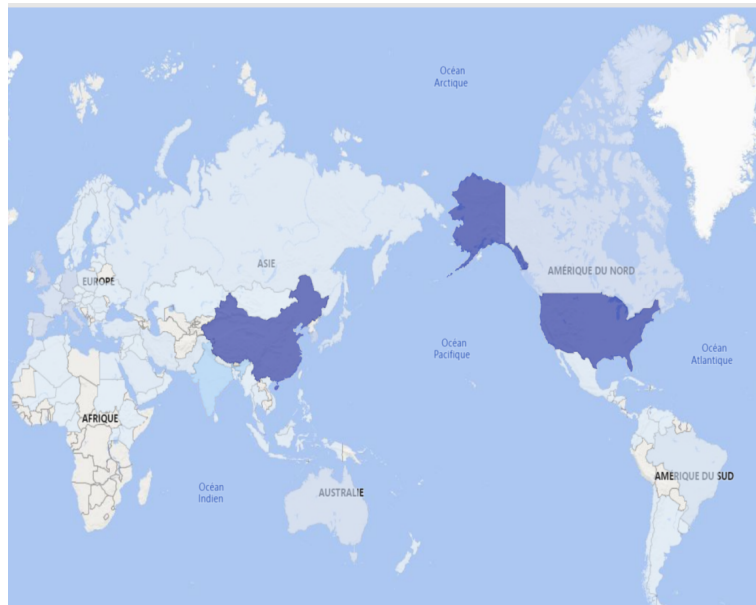 Océan
Arctique
ASIE
AMÉRIQUE DU NORD
EUROPE
Océan
Pacifique
Océan
Atlantique
AFRIQUE
AMÉRIQUE DU SUD
Océan
Indien
AUSTRALIE